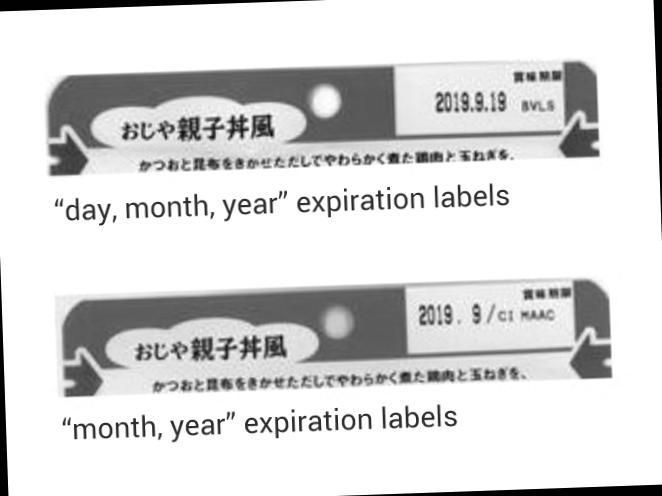 賞味期限
2019.9.19 BVLS
おじや親子丼風
かつおと昆布をきかせただしでやわらかく煮た鶏肉と玉ねぎを、
“day, month, year” expiration labels
賞味期限
2019. 9/CI MAAC
おじや親子丼風
かつおと昆布をきかせただしでやわらかく煮た鶏肉と玉ねぎを、
“month, year” expiration labels